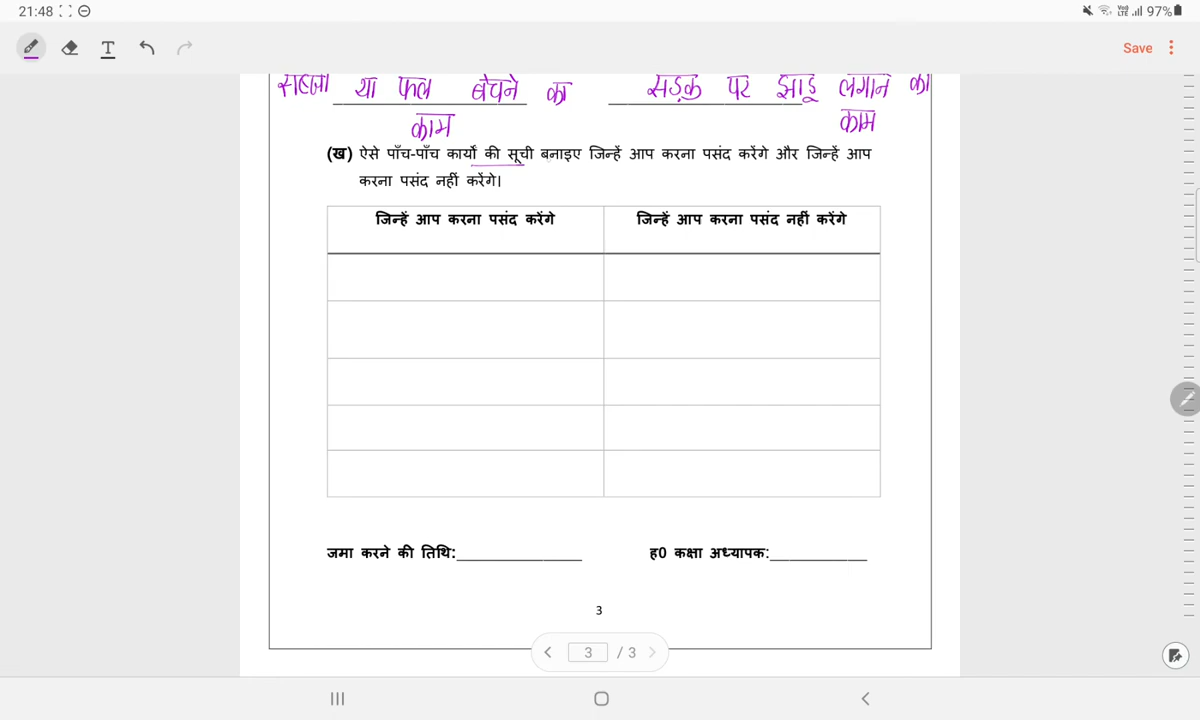 21:48 97%
Save
सब्जी या फल बेचने का सड़क पर झाडू लगाने का
काम काम
(ख) ऐसे पाँच-पाँच कार्यों की सूची बनाइए जिन्हें आप करना पसंद करेंगे और जिन्हें आप
करना पसंद नहीं करेंगे।
जिन्हें आप करना पसंद करेंगे जिन्हें आप करना पसंद नहीं करेंगे
जमा करने की तिथि:______________ ह0 कक्षा अध्यापक:___________
3
3 / 3